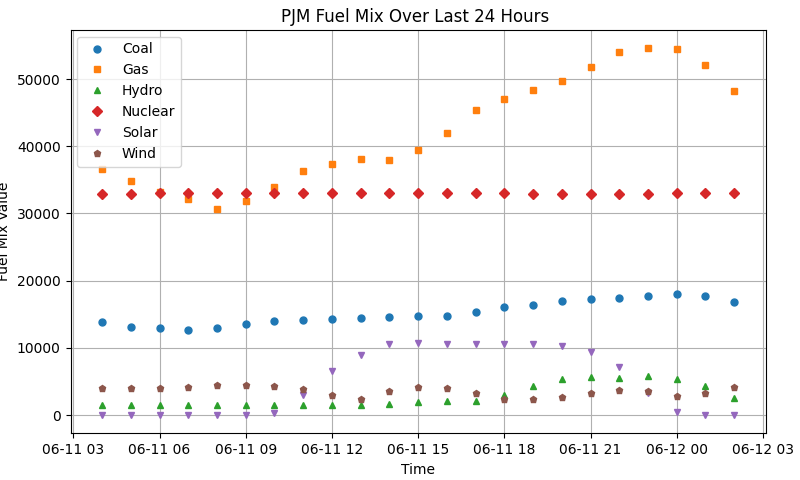 PJM Fuel Mix Over Last 24 Hours
Coal
Gas
Hydro
Nuclear
Solar
Wind
50000
40000
30000
20000
10000
0
Fuel Mix Value
06-11 03
06-11 06
06-11 09
06-11 12
06-11 15
06-11 18
06-11 21
06-12 00
06-12 03
Time